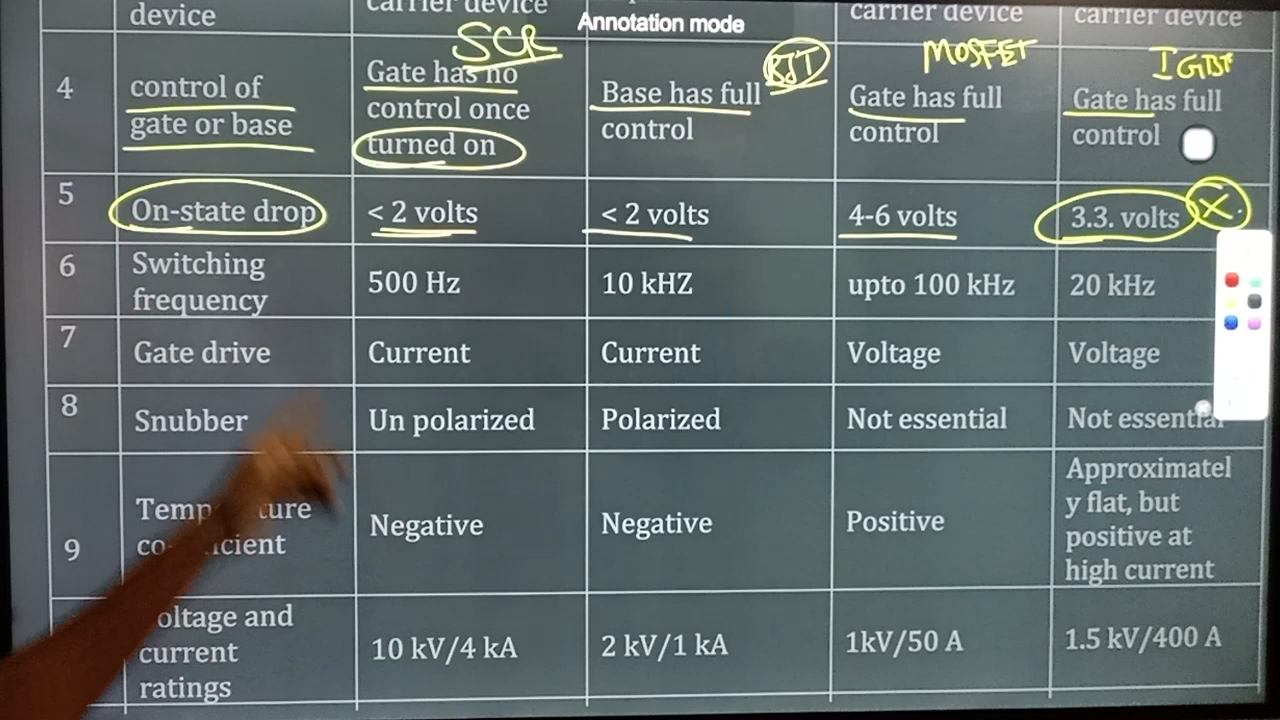 device
carrier device
Annotation mode
carrier device
carrier device
SCR
BJT
MOSFET
IGBT
4
control of
gate or base
Gate has no
control once
turned on
Base has full
control
Gate has full
control
Gate has full
control
5
On-state drop
< 2 volts
< 2 volts
4-6 volts
3.3. volts
X
6
Switching
frequency
500 Hz
10 kHZ
upto 100 kHz
20 kHz
7
Gate drive
Current
Current
Voltage
Voltage
8
Snubber
Un polarized
Polarized
Not essential
Not essential
9
Negative
Negative
Positive
Approximatel
y flat, but
positive at
high current
and
current
ratings
10 kV/4 kA
2 kV/1 kA
1kV/50 A
1.5 kV/400 A